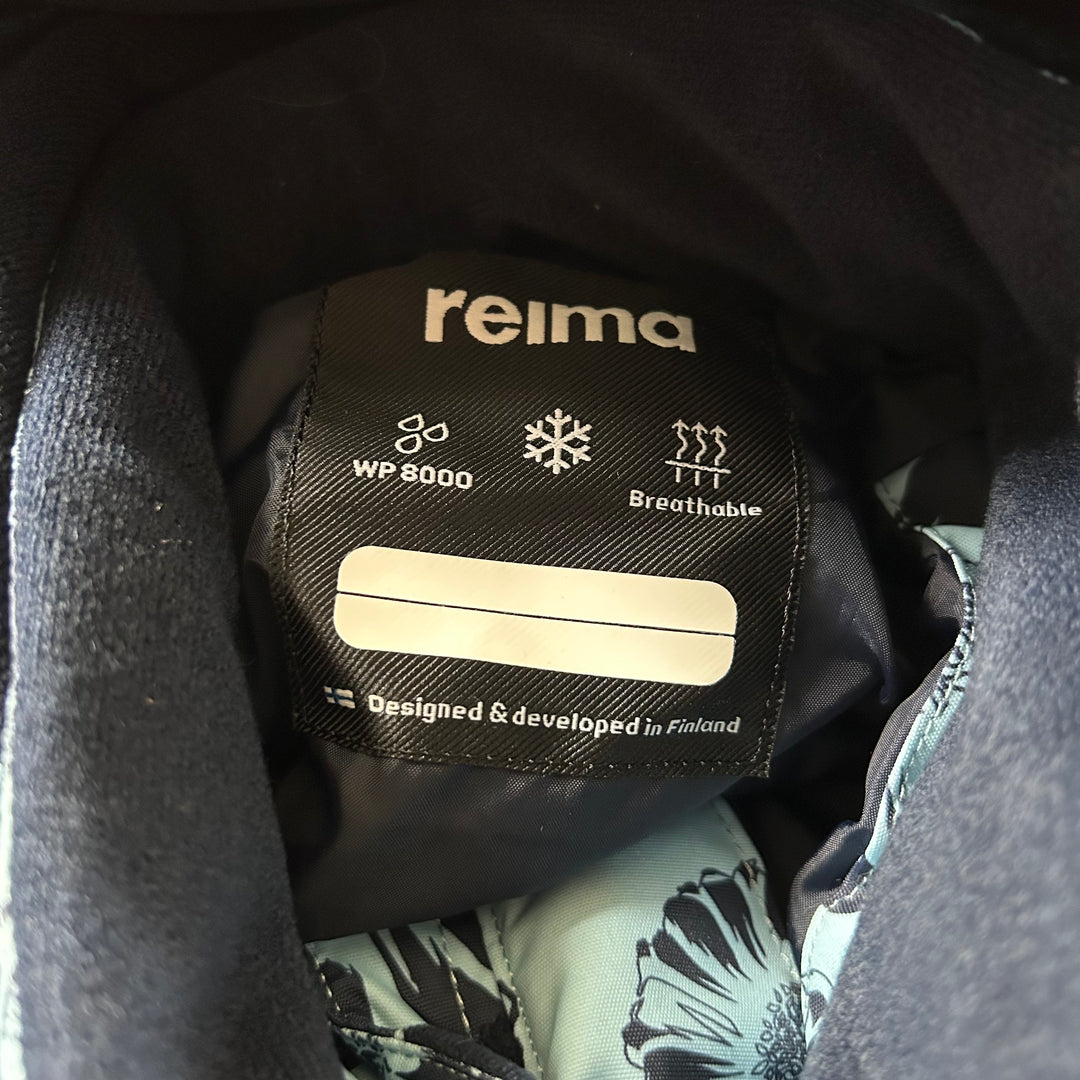 reima
WP 8000
Breathable
Designed & developed in Finland